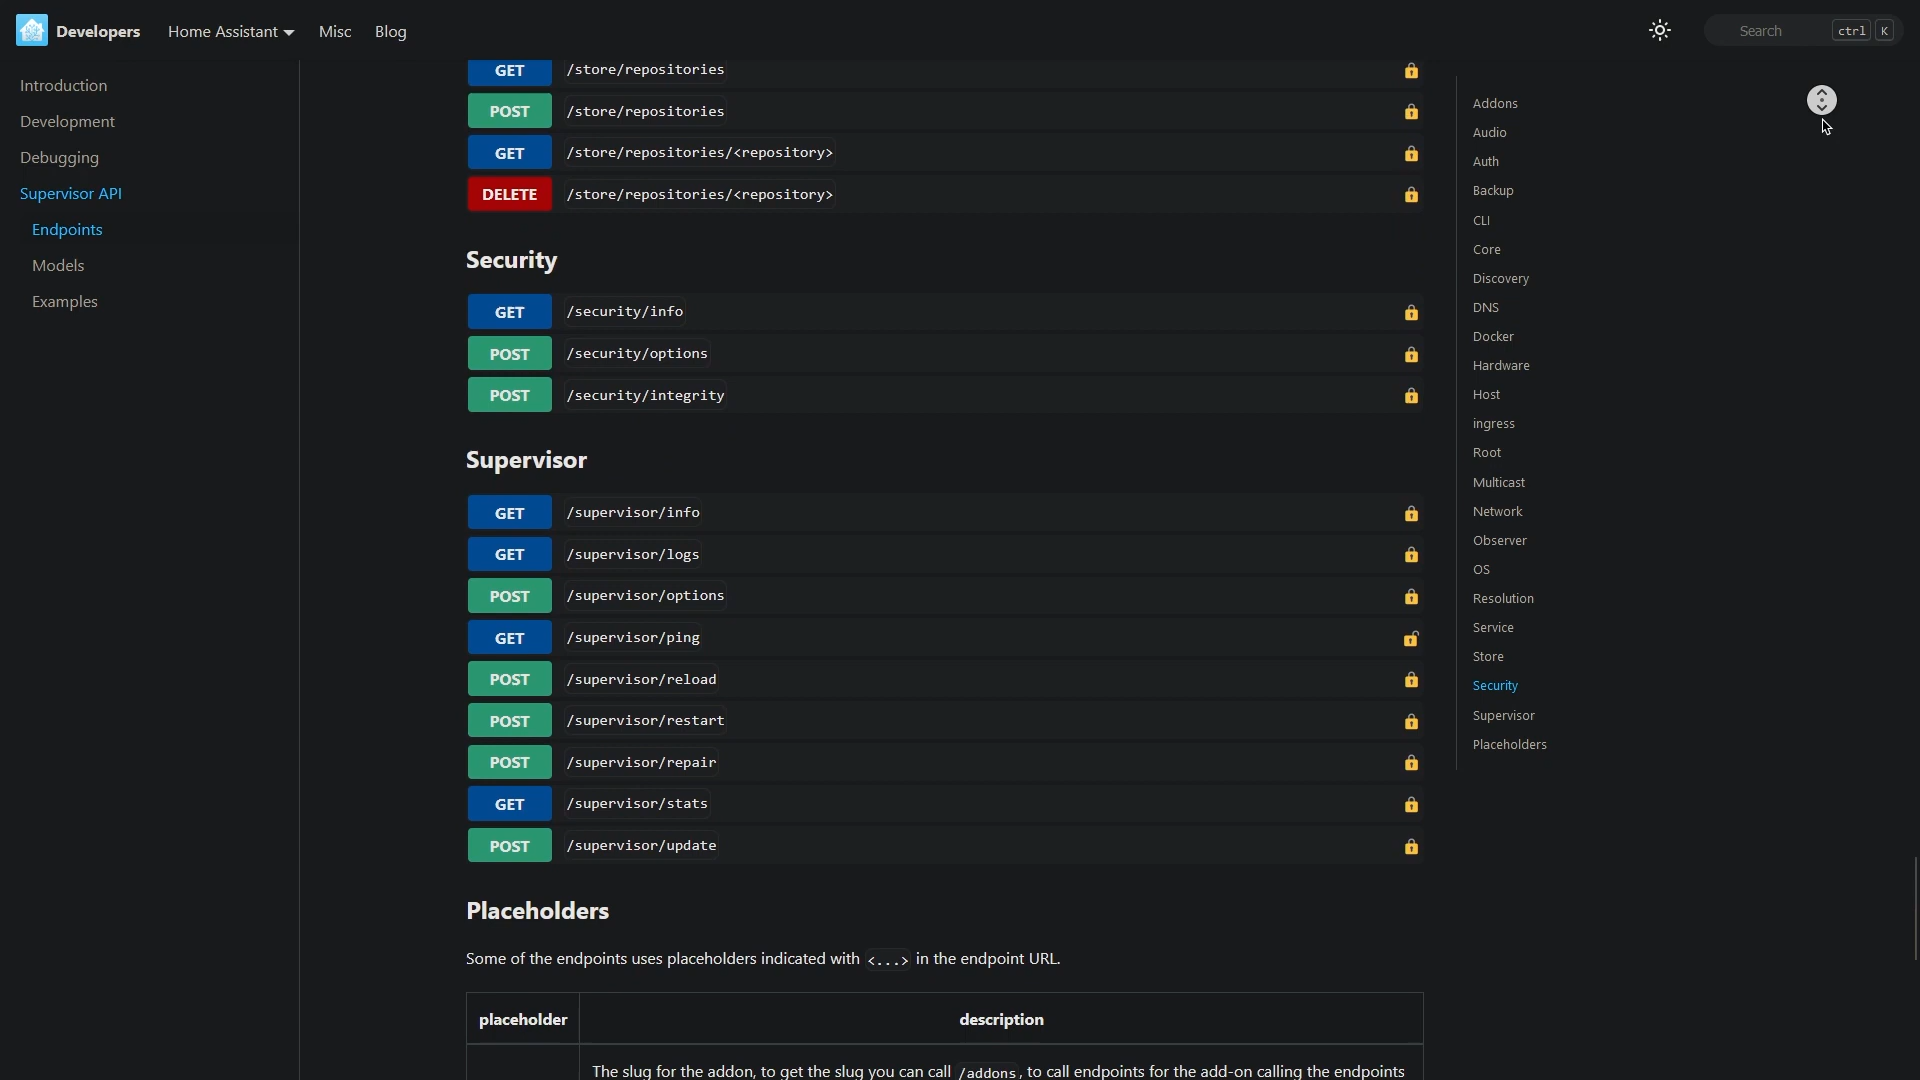 Developers Home Assistant Misc Blog Search ctrl K
Introduction
Development
Debugging
Supervisor API
Endpoints
Models
Examples
GET /store/repositories
POST /store/repositories
GET /store/repositories/<repository>
DELETE /store/repositories/<repository>
Security
GET /security/info
POST /security/options
POST /security/integrity
Supervisor
GET /supervisor/info
GET /supervisor/logs
POST /supervisor/options
GET /supervisor/ping
POST /supervisor/reload
POST /supervisor/restart
POST /supervisor/repair
GET /supervisor/stats
POST /supervisor/update
Placeholders
Some of the endpoints uses placeholders indicated with <...> in the endpoint URL.
placeholder description
The slug for the addon, to get the slug you can call /addons, to call endpoints for the add-on calling the endpoints
Addons
Audio
Auth
Backup
CLI
Core
Discovery
DNS
Docker
Hardware
Host
ingress
Root
Multicast
Network
Observer
OS
Resolution
Service
Store
Security
Supervisor
Placeholders